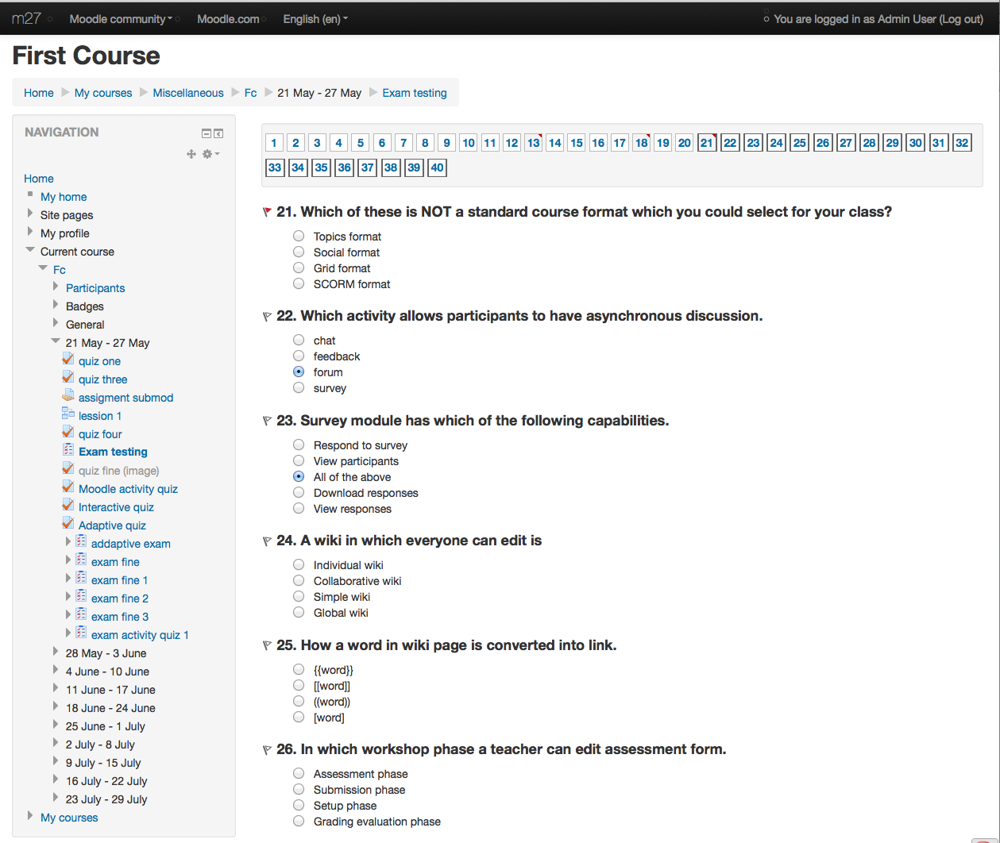 m27 Moodle community Moodle.com English (en) You are logged in as Admin User (Log out)
First Course
Home My courses Miscellaneous Fc 21 May - 27 May Exam testing
NAVIGATION
Home
My home
Site pages
My profile
Current course
Fc
Participants
Badges
General
21 May - 27 May
quiz one
quiz three
assigment submod
lession 1
quiz four
Exam testing
quiz fine (image)
Moodle activity quiz
Interactive quiz
Adaptive quiz
addaptive exam
exam fine
exam fine 1
exam fine 2
exam fine 3
exam activity quiz 1
28 May - 3 June
4 June - 10 June
11 June - 17 June
18 June - 24 June
25 June - 1 July
2 July - 8 July
9 July - 15 July
16 July - 22 July
23 July - 29 July
My courses
1 2 3 4 5 6 7 8 9 10 11 12 13 14 15 16 17 18 19 20 21 22 23 24 25 26 27 28 29 30 31 32
33 34 35 36 37 38 39 40
21. Which of these is NOT a standard course format which you could select for your class?
Topics format
Social format
Grid format
SCORM format
22. Which activity allows participants to have asynchronous discussion.
chat
feedback
forum
survey
23. Survey module has which of the following capabilities.
Respond to survey
View participants
All of the above
Download responses
View responses
24. A wiki in which everyone can edit is
Individual wiki
Collaborative wiki
Simple wiki
Global wiki
25. How a word in wiki page is converted into link.
{{word}}
[[word]]
((word))
[word]
26. In which workshop phase a teacher can edit assessment form.
Assessment phase
Submission phase
Setup phase
Grading evaluation phase